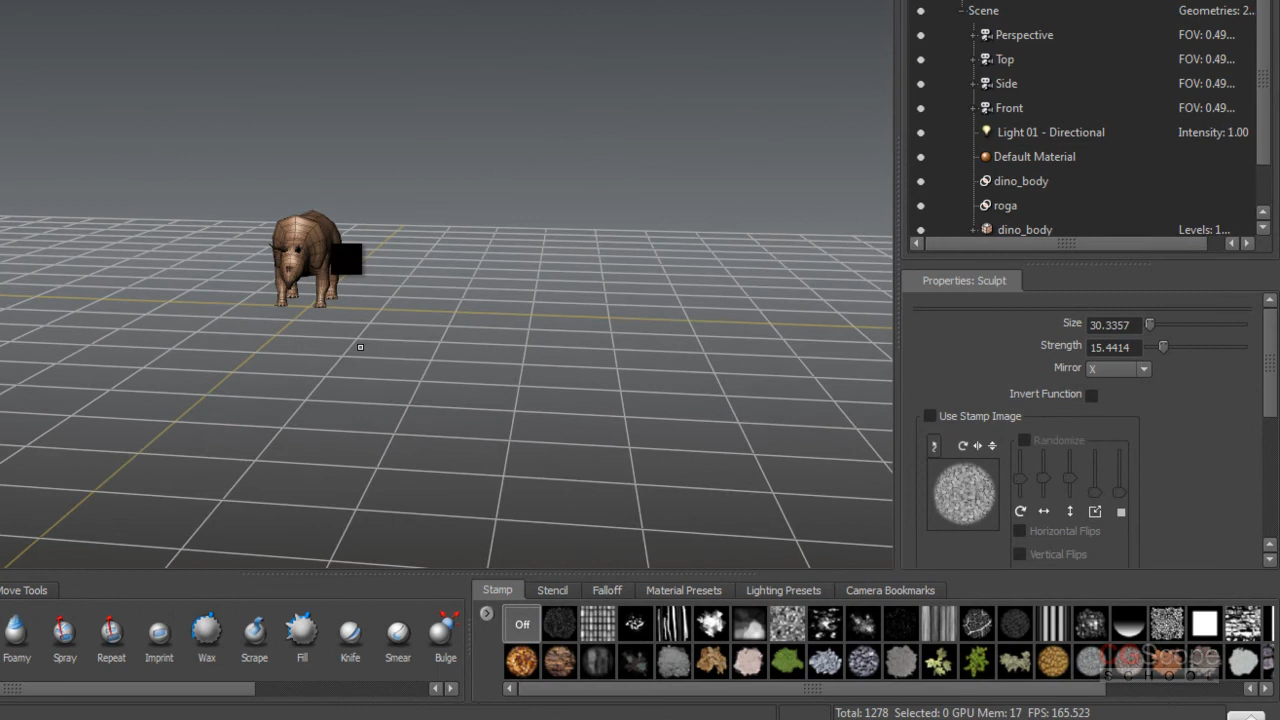 Scene Geometries: 2...
Perspective FOV: 0.49...
Top FOV: 0.49...
Side FOV: 0.49...
Front FOV: 0.49...
Light 01 - Directional Intensity: 1.00
Default Material
dino_body
roga
dino_body Levels: 1...
Properties: Sculpt
Size 30.3357
Strength 15.4414
Mirror X
Invert Function
Use Stamp Image
Randomize
Horizontal Flips
Vertical Flips
Move Tools
Stamp Stencil Falloff Material Presets Lighting Presets Camera Bookmarks
Off
Foamy Spray Repeat Imprint Wax Scrape Fill Knife Smear Bulge
CGScope
SCHOOL
Total: 1278 Selected: 0 GPU Mem: 17 FPS: 165.523